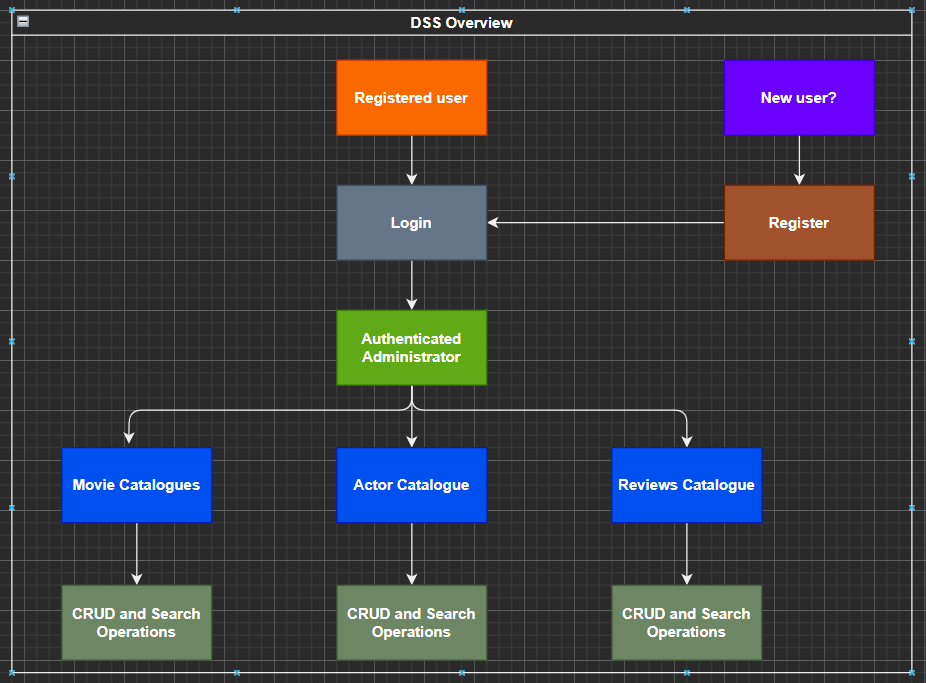 DSS Overview
Registered user
New user?
Login
Register
Authenticated
Administrator
Movie Catalogues
Actor Catalogue
Reviews Catalogue
CRUD and Search
Operations
CRUD and Search
Operations
CRUD and Search
Operations